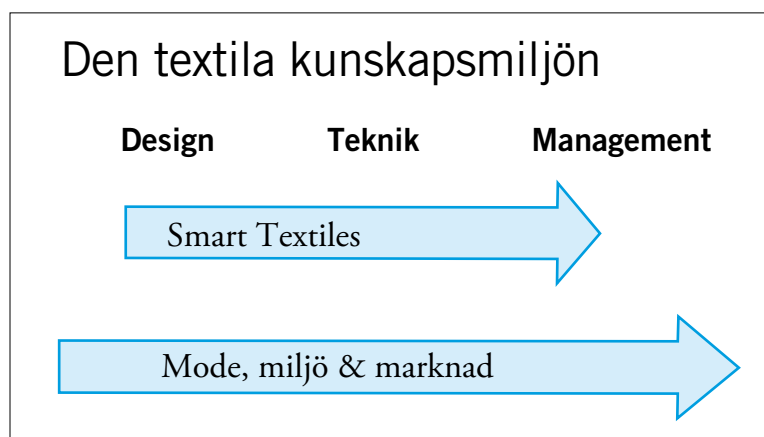 Den textila kunskapsmiljön
Design Teknik Management
Smart Textiles
Mode, miljö & marknad